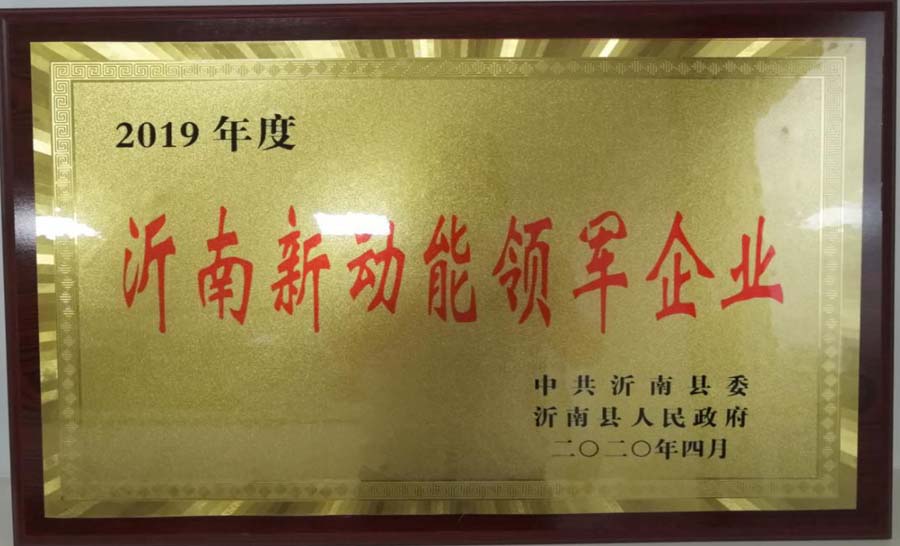 2019 年度
沂南新动能领军企业
中共沂南县委
沂南县人民政府
二〇二〇年四月